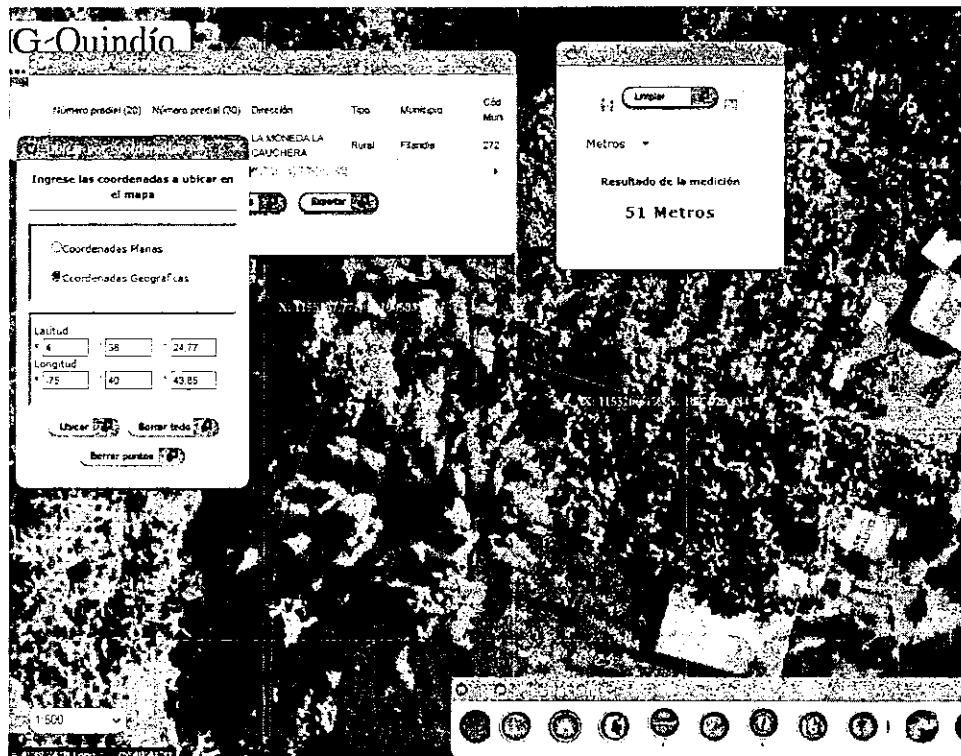 G-Quindío
Número predial (20) Número predial (30) Dirección Tipo Municipio Cód Mun
LA MONEDA LA CAUCHERA Rural Filandia 272
Exportar
Ingrese las coordenadas a ubicar en
el mapa
Coordenadas Planas
Coordenadas Geográficas
Latitud
4 58 24,77
Longitud
-75 40 43,85
Ubicar Borrar todo
Borrar puntos
Limpiar
Metros
Resultado de la medición
51 Metros
1:500